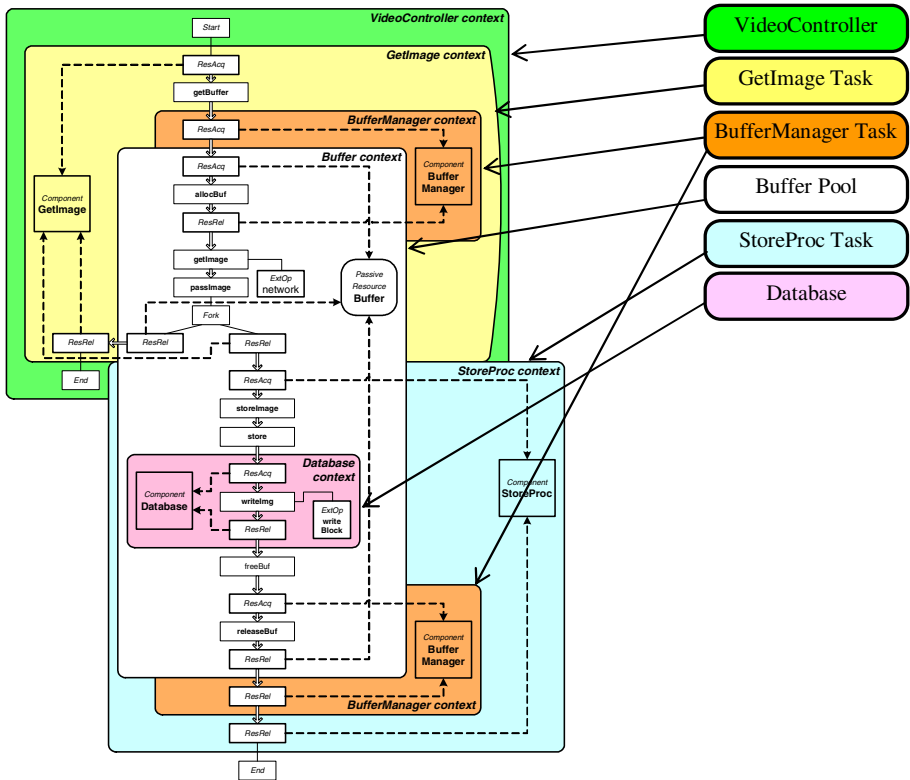 VideoController context
Start
GetImage context
ResAcq
getBuffer
BufferManager context
ResAcq
Buffer context
ResAcq
Component
Buffer
Manager
allocBuf
Component
GetImage
ResRel
getImage
ExtOp
network
passImage
Passive
Resource
Buffer
Fork
ResRel
ResRel
ResRel
End
StoreProc context
ResAcq
storeImage
store
Database
context
ResAcq
Component
Database
writeImg
ExtOp
write
Block
ResRel
Component
StoreProc
freeBuf
ResAcq
releaseBuf
Component
Buffer
Manager
ResRel
ResRel
BufferManager context
ResRel
End
VideoController
GetImage Task
BufferManager Task
Buffer Pool
StoreProc Task
Database